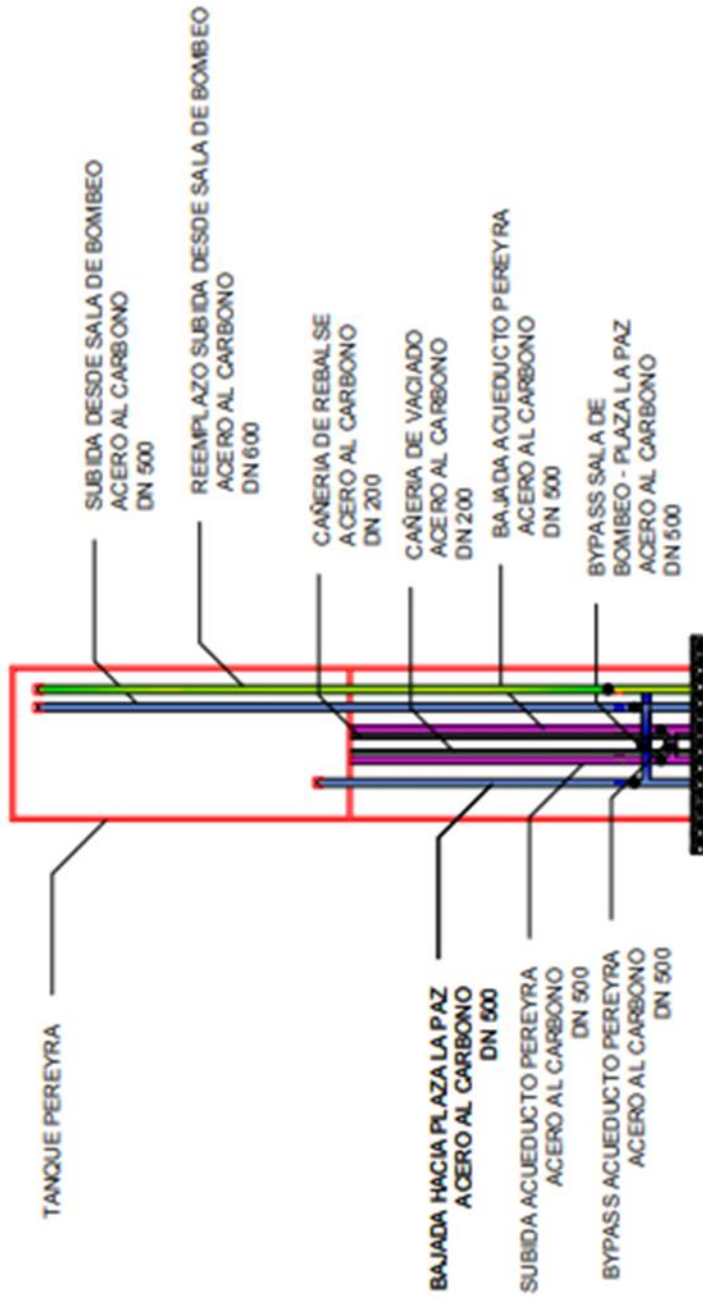 TANQUE PEREYRA
BAJADA HACIA PLAZA LA PAZ
ACERO AL CARBONO
DN 500
SUBIDA ACUEDUCTO PEREYRA
ACERO AL CARBONO
DN 500
BYPASS ACUEDUCTO PEREYRA
ACERO AL CARBONO
DN 500
SUBIDA DESDE SALA DE BOMBEO
ACERO AL CARBONO
DN 500
REEMPLAZO SUBIDA DESDE SALA DE BOMBEO
ACERO AL CARBONO
DN 600
CAÑERIA DE REBALSE
ACERO AL CARBONO
DN 200
CAÑERIA DE VACIADO
ACERO AL CARBONO
DN 200
BAJADA ACUEDUCTO PEREYRA
ACERO AL CARBONO
DN 500
BYPASS SALA DE
BOMBEO - PLAZA LA PAZ
ACERO AL CARBONO
DN 500